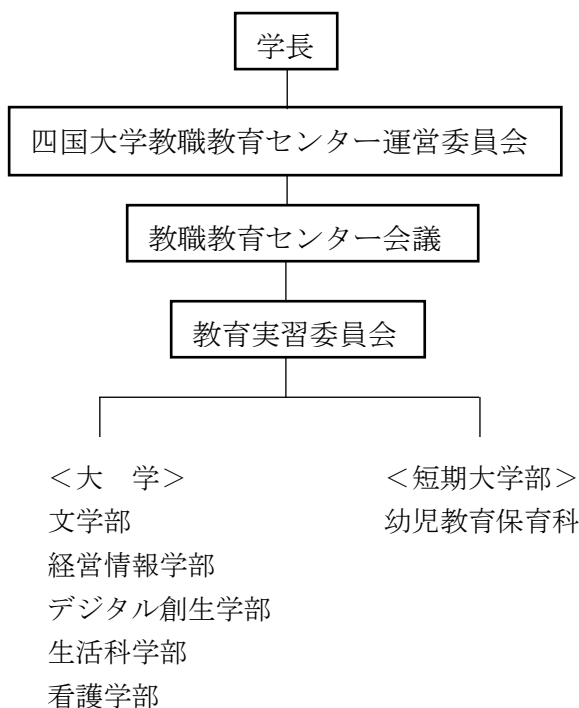 学長
四国大学教職教育センター運営委員会
教職教育センター会議
教育実習委員会
＜大　学＞
文学部
経営情報学部
デジタル創生学部
生活科学部
看護学部
＜短期大学部＞
幼児教育保育科